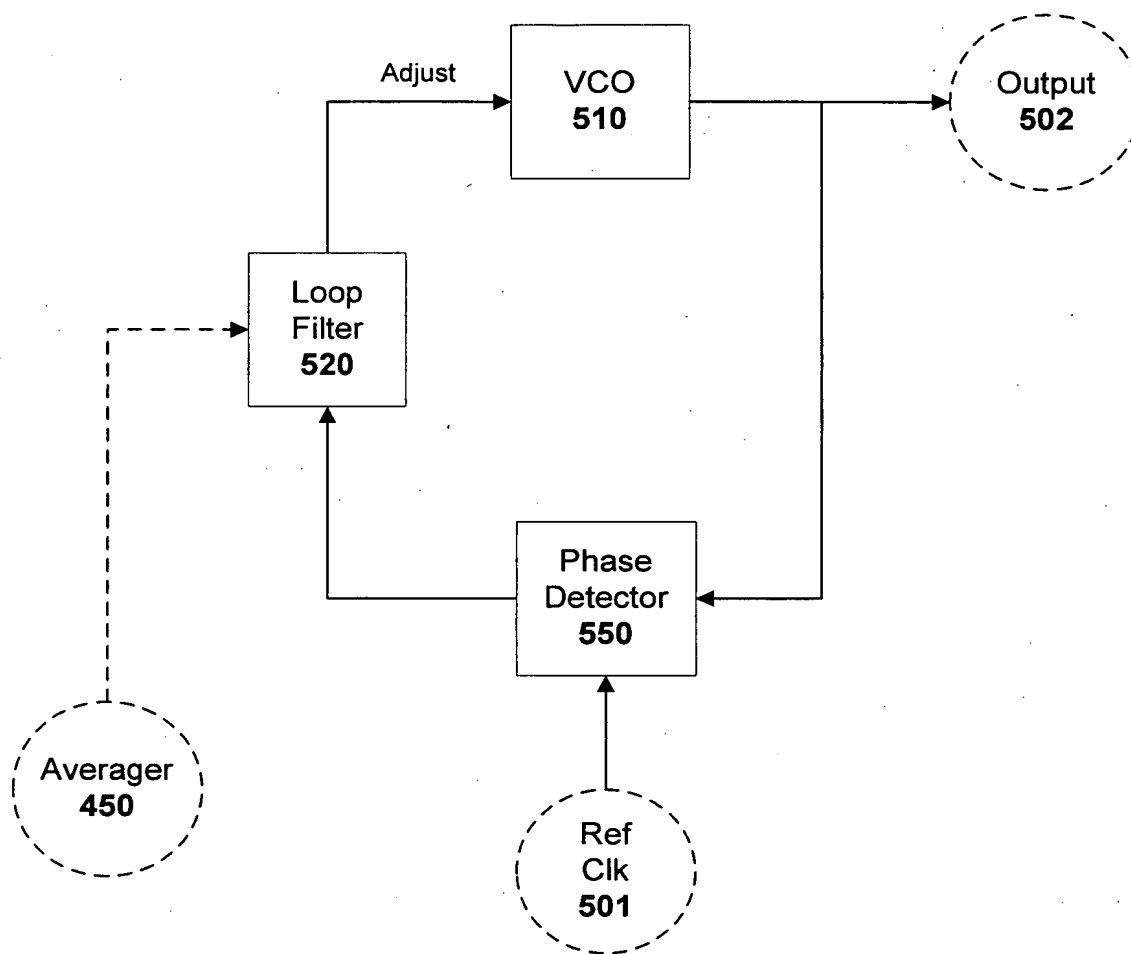 Adjust
VCO
510
Output
502
Loop
Filter
520
Phase
Detector
550
Averager
450
Ref
Clk
501